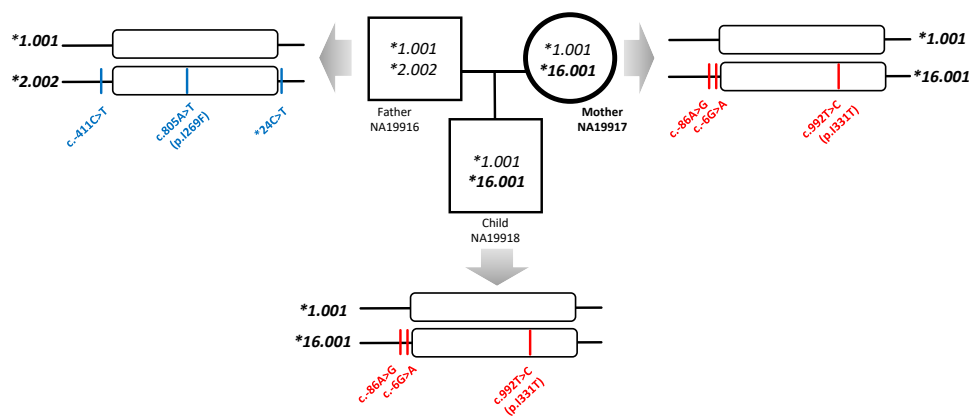 *1.001
*2.002
c.-411C>T
c.805A>T
(p.I269F)
*24C>T
*1.001
*2.002
Father
NA19916
*1.001
*16.001
Mother
NA19917
*1.001
*16.001
c.-86A>G
c.-6G>A
c.992T>C
(p.I331T)
*1.001
*16.001
Child
NA19918
*1.001
*16.001
c.-86A>G
c.-6G>A
c.992T>C
(p.I331T)